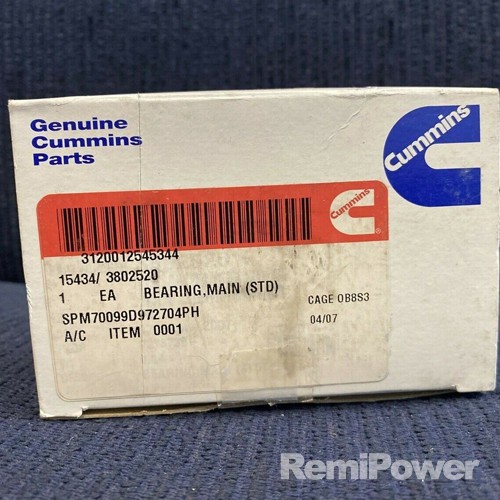 Genuine
Cummins
Parts
Cummins
Cummins
3120012545344
15434/ 3802520
1 EA BEARING,MAIN (STD)
SPM70099D972704PH
A/C ITEM 0001
CAGE OB8S3
04/07
RemiPower